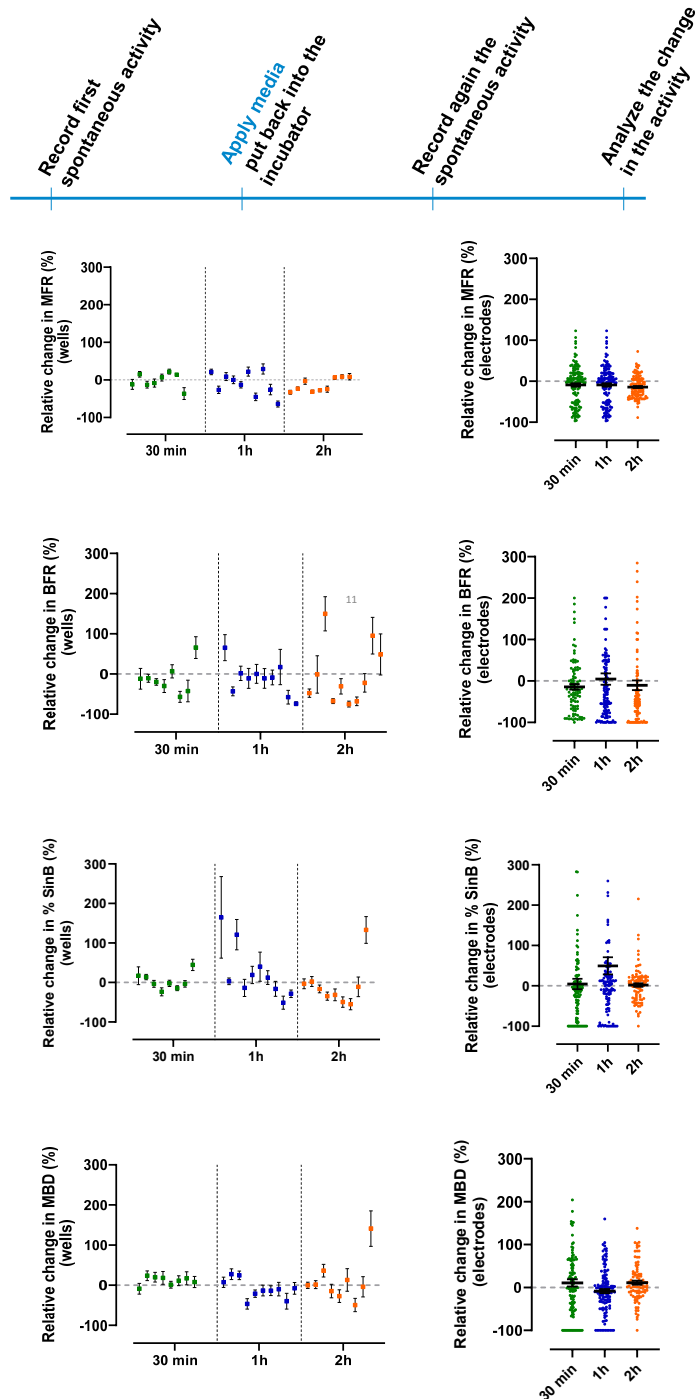 Record first
spontaneous activity
Apply media
put back into the
incubator
Record again the
spontaneous activity
Analyze the change
in the activity
Relative change in MFR (%)
(wells)
300
200
100
0
-100
30 min
1h
2h
Relative change in MFR (%)
(electrodes)
300
200
100
0
-100
30 min
1h
2h
Relative change in BFR (%)
(wells)
300
200
100
0
-100
11
30 min
1h
2h
Relative change in BFR (%)
(electrodes)
300
200
100
0
-100
30 min
1h
2h
Relative change in % SinB (%)
(wells)
300
200
100
0
-100
30 min
1h
2h
Relative change in % SinB (%)
(electrodes)
300
200
100
0
-100
30 min
1h
2h
Relative change in MBD (%)
(wells)
300
200
100
0
-100
30 min
1h
2h
Relative change in MBD (%)
(electrodes)
300
200
100
0
-100
30 min
1h
2h